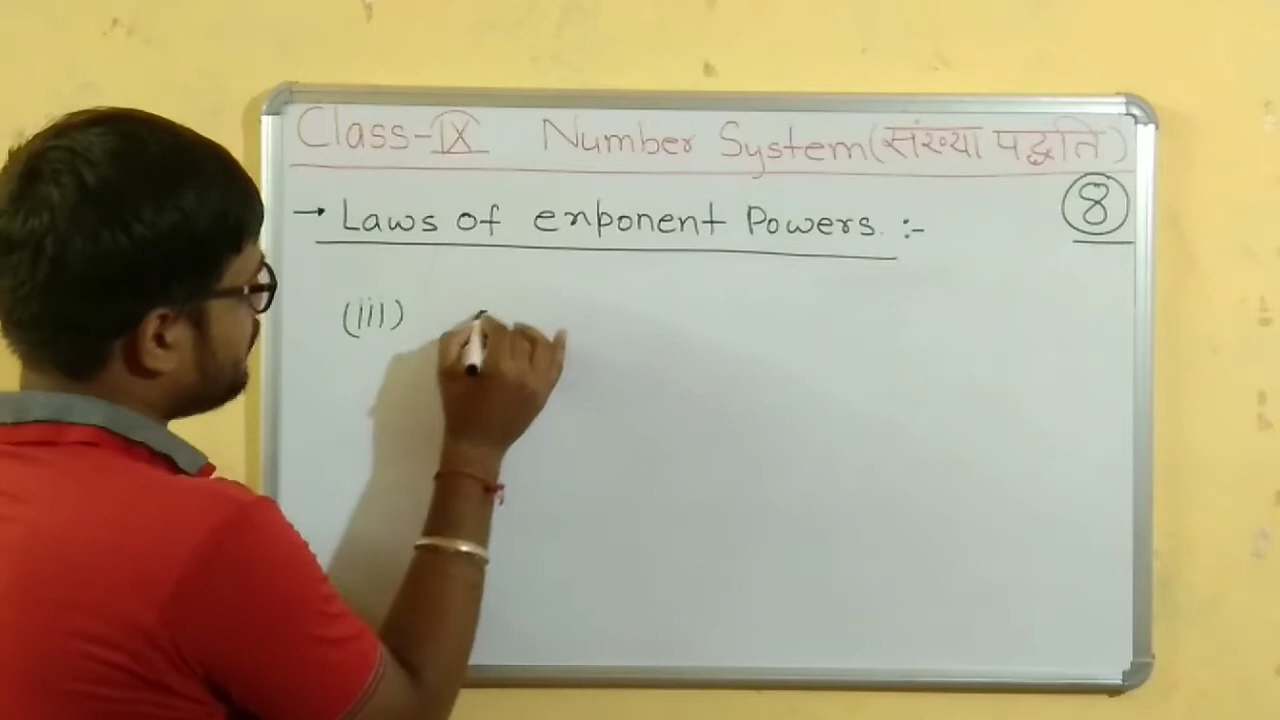 Class-IX Number System (संख्या पद्धति)
8
→ Laws of exponent Powers :-
(iii)